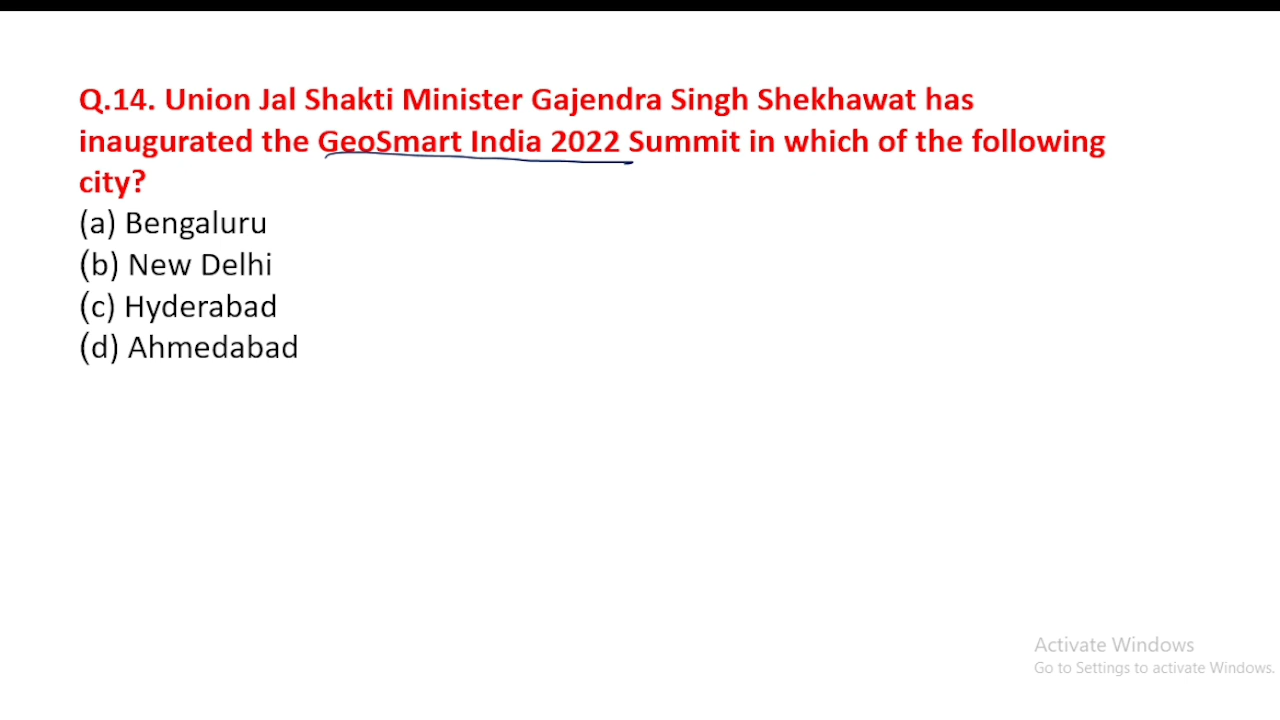 Q.14. Union Jal Shakti Minister Gajendra Singh Shekhawat has
inaugurated the GeoSmart India 2022 Summit in which of the following
city?
(a) Bengaluru
(b) New Delhi
(c) Hyderabad
(d) Ahmedabad
Activate Windows
Go to Settings to activate Windows.